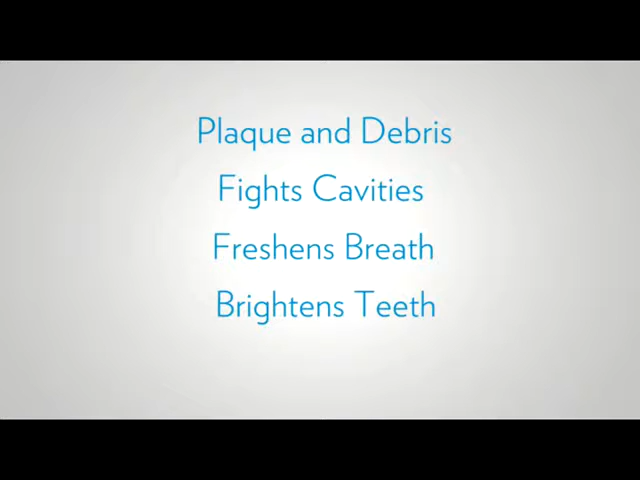 Plaque and Debris
Fights Cavities
Freshens Breath
Brightens Teeth